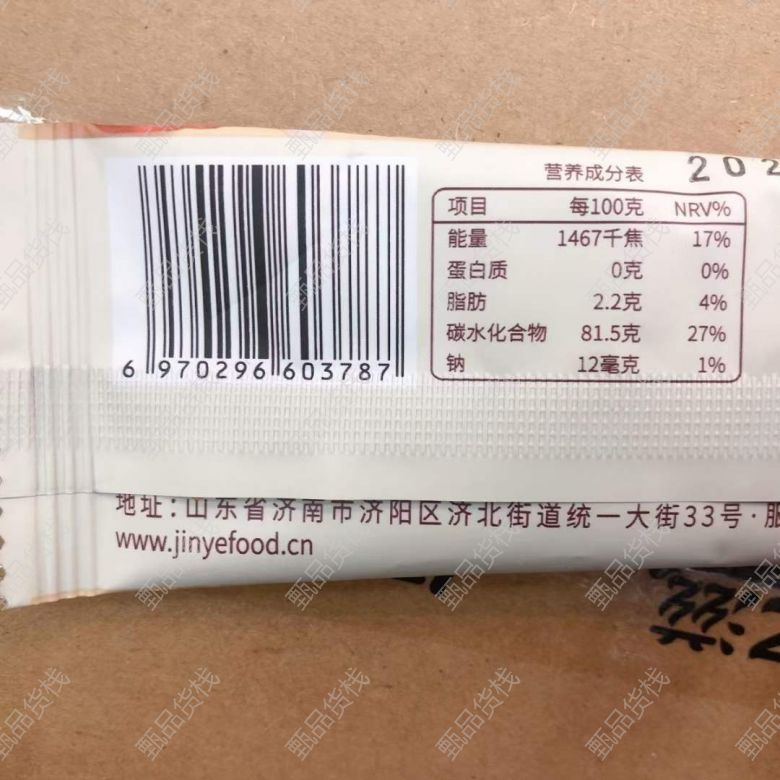 营养成分表 202
项目 每100克 NRV%
能量 1467千焦 17%
蛋白质 0克 0%
脂肪 2.2克 4%
碳水化合物 81.5克 27%
钠 12毫克 1%
6 970296 603787
地址:山东省济南市济阳区济北街道统一大街33号·服
www.jinyefood.cn
甄品货栈